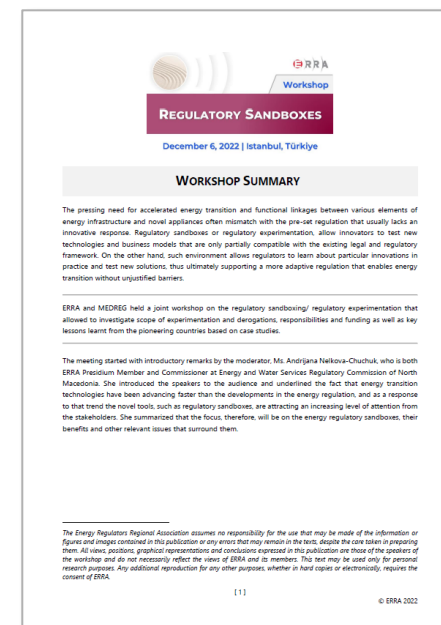 ERRA
Workshop
REGULATORY SANDBOXES
December 6, 2022 | Istanbul, Türkiye
WORKSHOP SUMMARY
The pressing need for accelerated energy transition and functional linkages between various elements of
energy infrastructure and novel appliances often mismatch with the pre-set regulation that usually lacks an
innovative response. Regulatory sandboxes or regulatory experimentation, allow innovators to test new
technologies and business models that are only partially compatible with the existing legal and regulatory
framework. On the other hand, such environment allows regulators to learn about particular innovations in
practice and test new solutions, thus ultimately supporting a more adaptive regulation that enables energy
transition without unjustified barriers.
ERRA and MEDREG held a joint workshop on the regulatory sandboxing/ regulatory experimentation that
allowed to investigate scope of experimentation and derogations, responsibilities and funding as well as key
lessons learnt from the pioneering countries based on case studies.
The meeting started with introductory remarks by the moderator, Ms. Andrijana Nelkova-Chuchuk, who is both
ERRA Presidium Member and Commissioner at Energy and Water Services Regulatory Commission of North
Macedonia. She introduced the speakers to the audience and underlined the fact that energy transition
technologies have been advancing faster than the developments in the energy regulation, and as a response
to that trend the novel tools, such as regulatory sandboxes, are attracting an increasing level of attention from
the stakeholders. She summarized that the focus, therefore, will be on the energy regulatory sandboxes, their
benefits and other relevant issues that surround them.
The Energy Regulators Regional Association assumes no responsibility for the use that may be made of the information or
figures and images contained in this publication or any errors that may remain in the texts, despite the care taken in preparing
them. All views, positions, graphical representations and conclusions expressed in this publication are those of the speakers of
the workshop and do not necessarily reflect the views of ERRA and its members. This text may be used only for personal
research purposes. Any additional reproduction for any other purposes, whether in hard copies or electronically, requires the
consent of ERRA.
[ 1 ]
© ERRA 2022